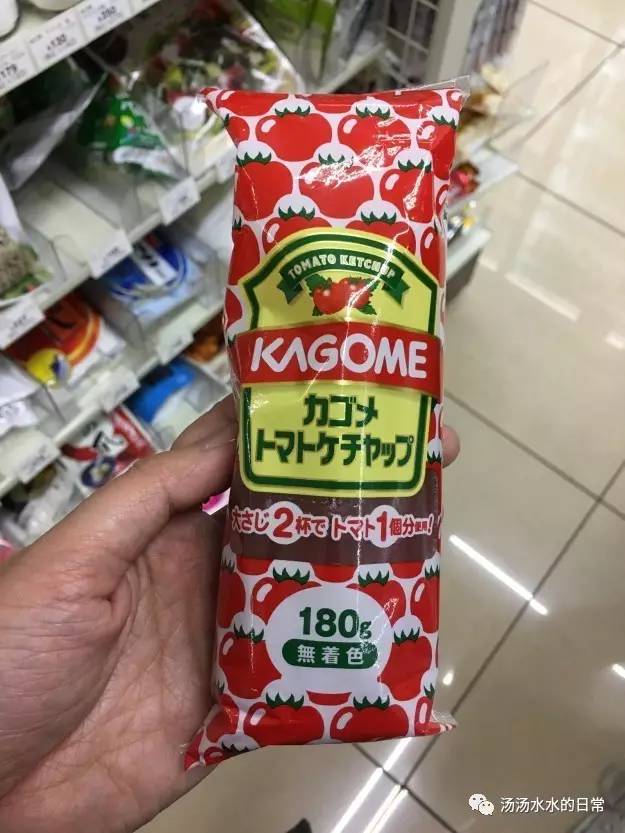 TOMATO KETCHUP
KAGOME
カゴメ
トマトケチャップ
大さじ2杯で トマト1個分使用!
180g
無着色
汤汤水水的日常